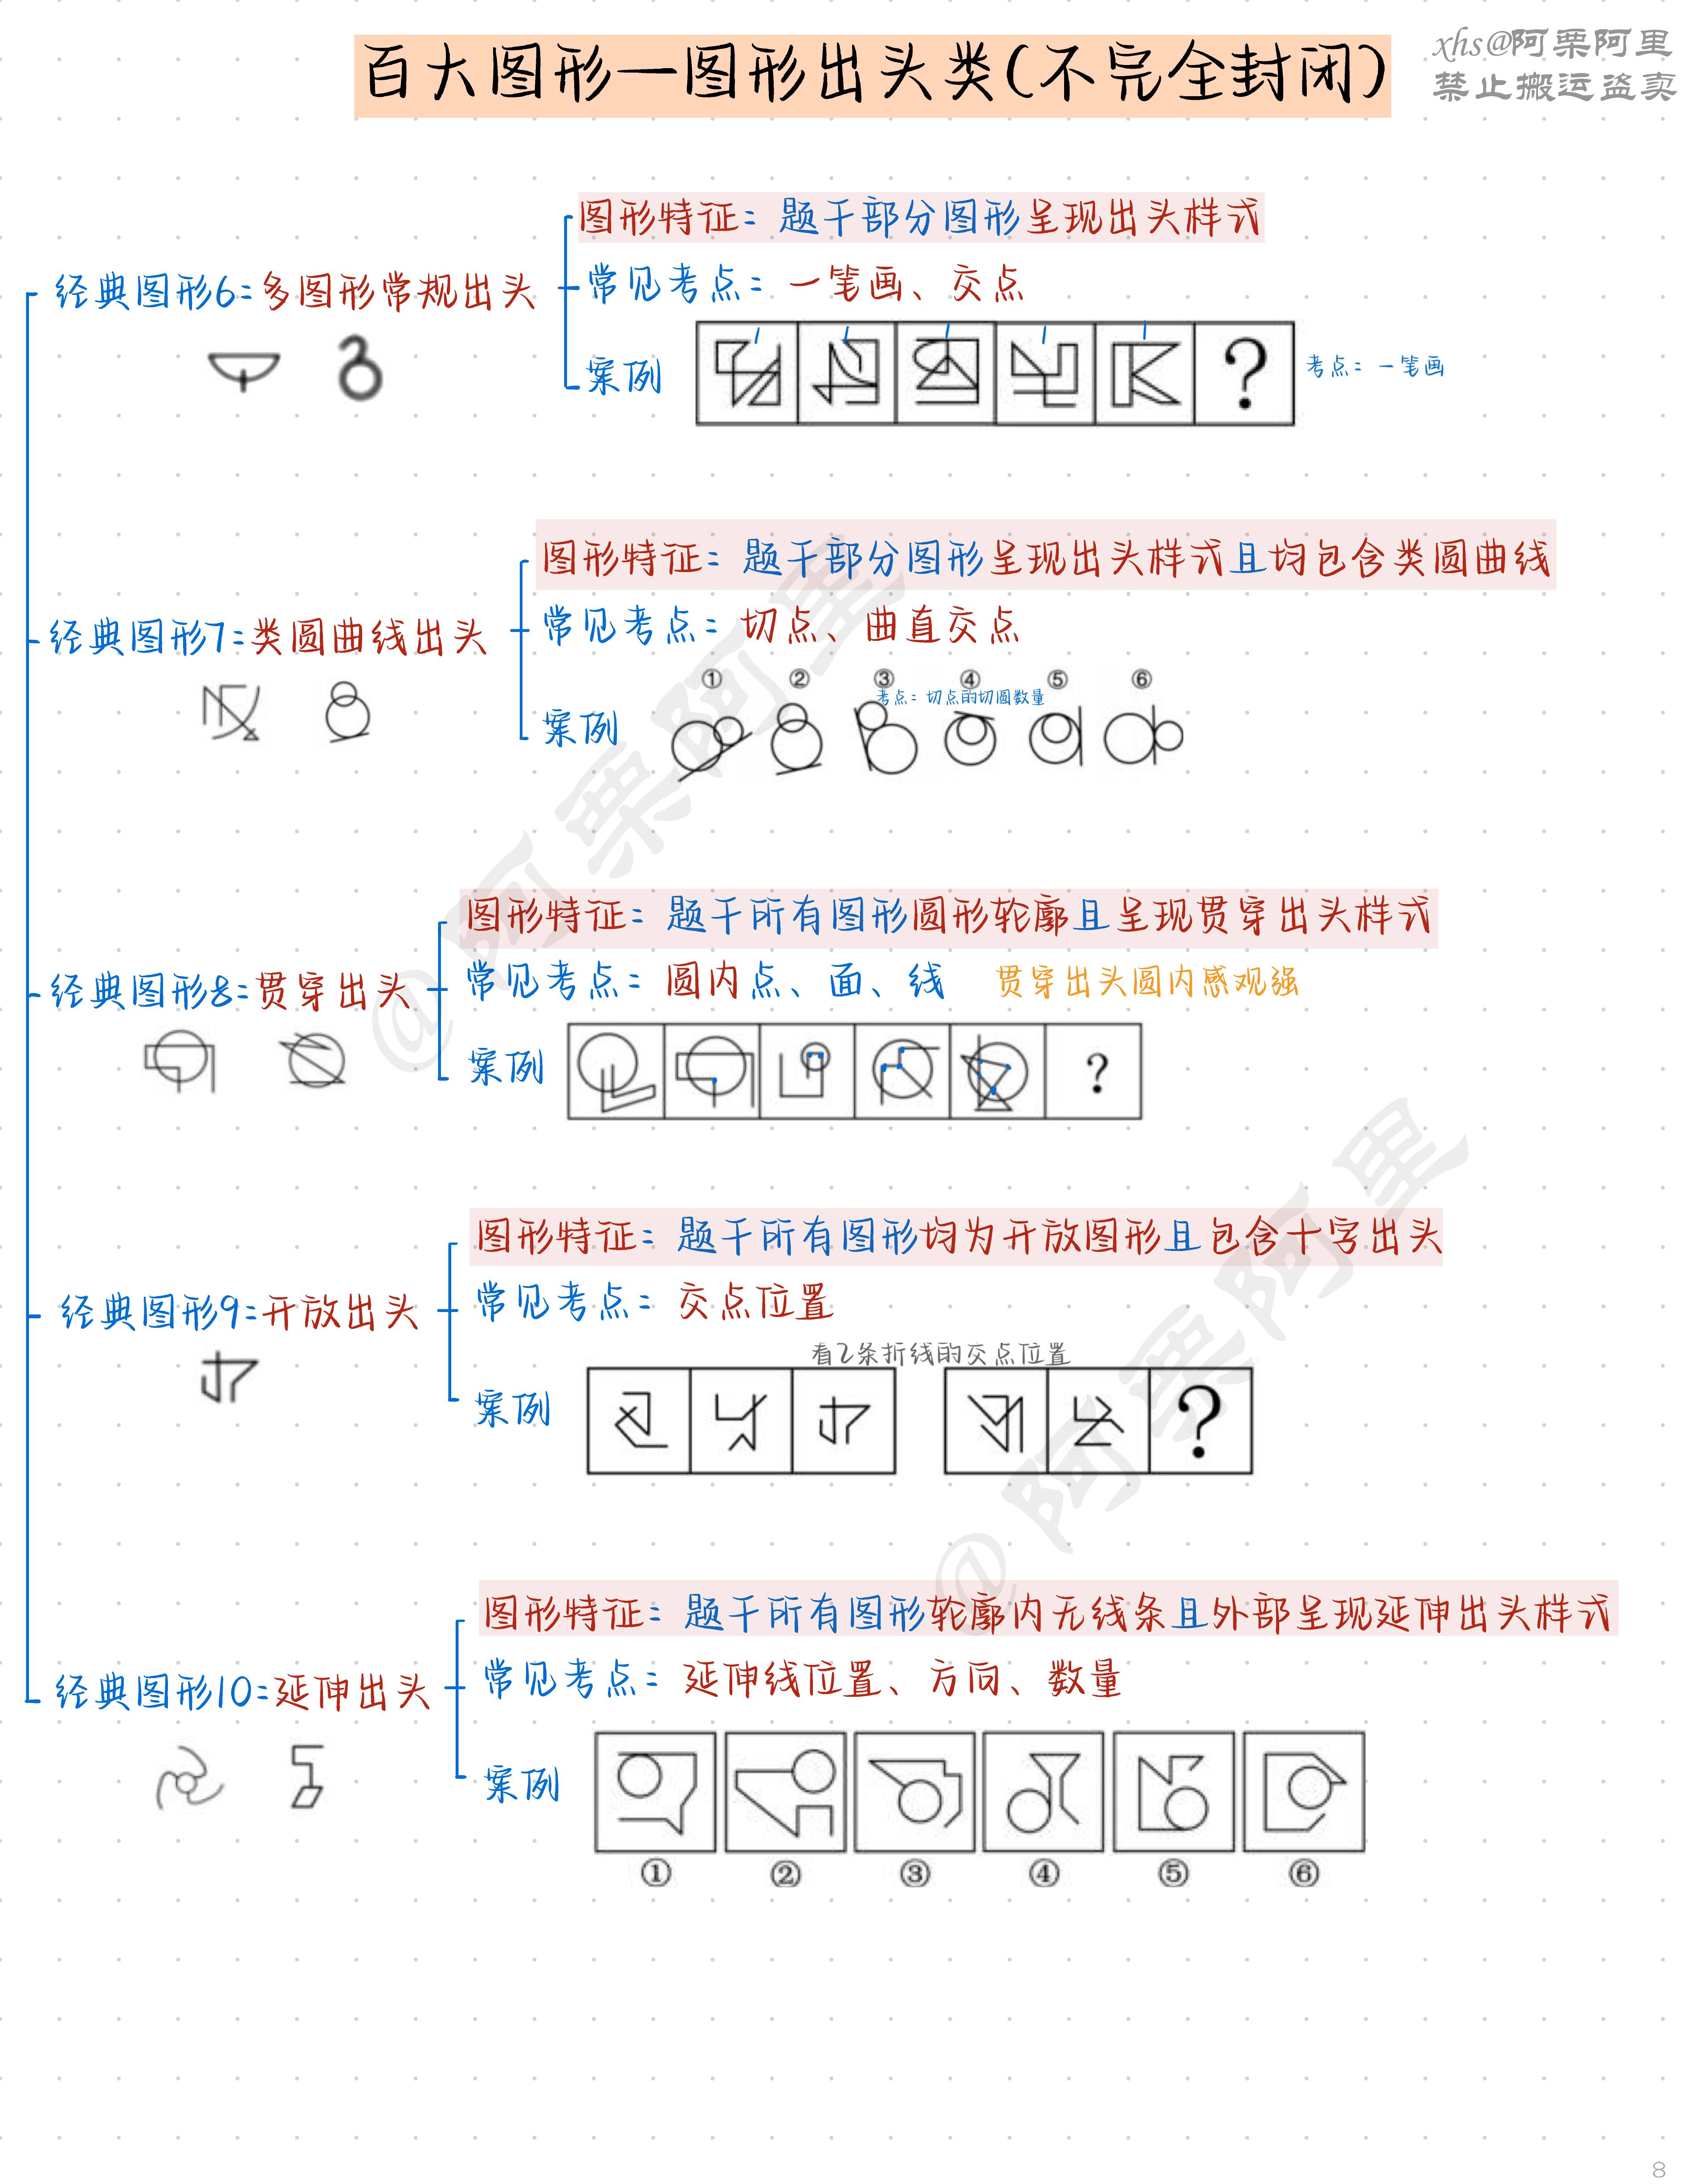 百大图形—图形出头类(不完全封闭)
xhs@阿栗阿里
禁止搬运盗卖
图形特征：题干部分图形呈现出头样式
经典图形6:多图形常规出头
常见考点：一笔画、交点
案例
?
考点：一笔画
图形特征：题干部分图形呈现出头样式且均包含类圆曲线
经典图形7:类圆曲线出头
常见考点：切点、曲直交点
① ② ③ ④ ⑤ ⑥
考点：切点的切圆数量
案例
图形特征：题干所有图形圆形轮廓且呈现贯穿出头样式
经典图形8:贯穿出头
常见考点：圆内点、面、线 贯穿出头圆内感观强
案例
?
图形特征：题干所有图形均为开放图形且包含十字出头
经典图形9:开放出头
常见考点：交点位置
看2条折线的交点位置
案例
?
图形特征：题干所有图形轮廓内无线条且外部呈现延伸出头样式
经典图形10:延伸出头
常见考点：延伸线位置、方向、数量
案例
① ② ③ ④ ⑤ ⑥
@阿栗阿里
@阿栗阿里
8